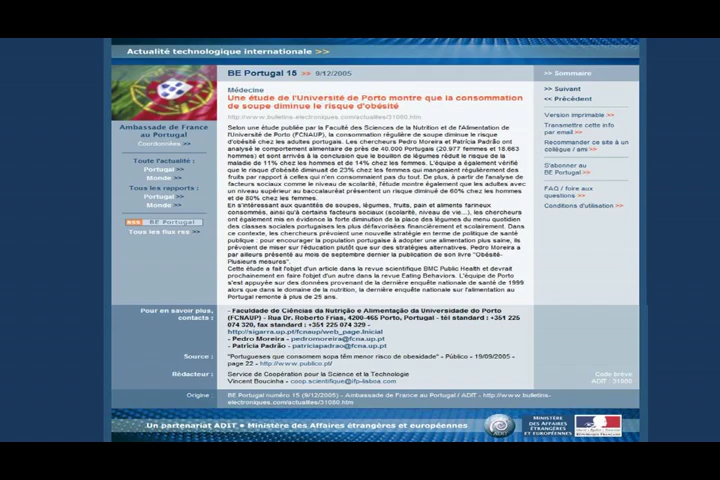 Actualité technologique internationale >>
BE Portugal 15 >> 9/12/2005
Médecine
Une étude de l'Université de Porto montre que la consommation
de soupe diminue le risque d'obésité
http://www.bulletins-electroniques.com/actualites/31080.htm
Selon une étude publiée par la Faculté des Sciences de la Nutrition et de l'Alimentation de
l'Université de Porto (FCNAUP), la consommation régulière de soupe diminue le risque
d'obésité chez les adultes portugais. Les chercheurs Pedro Moreira et Patrícia Padrão ont
analysé le comportement alimentaire de près de 40.000 Portugais (20.977 femmes et 18.663
hommes) et sont arrivés à la conclusion que le bouillon de légumes réduit le risque de la
maladie de 11% chez les hommes et de 14% chez les femmes. L'équipe a également vérifié
que le risque d'obésité diminuait de 23% chez les femmes qui mangeaient régulièrement des
fruits par rapport à celles qui n'en consommaient pas du tout. De plus, à partir de l'analyse de
facteurs sociaux comme le niveau de scolarité, l'étude montre également que les adultes avec
un niveau supérieur au baccalauréat présentent un risque diminué de 60% chez les hommes
et de 80% chez les femmes.
En s'intéressant aux quantités de soupes, légumes, fruits, pain et aliments farineux
consommés, ainsi qu'à certains facteurs sociaux (scolarité, niveau de vie...), les chercheurs
ont également mis en évidence la forte diminution de la place des légumes du menu quotidien
des classes sociales portugaises les plus défavorisées financièrement et scolairement. Dans
ce contexte, les chercheurs prévoient une nouvelle stratégie en terme de politique de santé
publique : pour encourager la population portugaise à adopter une alimentation plus saine, ils
prévoient de miser sur l'éducation plutôt que sur des stratégies alternatives. Pedro Moreira a
par ailleurs présenté au mois de septembre dernier la publication de son livre "Obésité-
Plusieurs mesures".
Cette étude a fait l'objet d'un article dans la revue scientifique BMC Public Health et devrait
prochainement en faire l'objet d'un autre dans la revue Eating Behaviors. L'équipe de Porto
s'est appuyée sur des données provenant de la dernière enquête nationale de santé de 1999
alors que dans le domaine de la nutrition, la dernière enquête nationale sur l'alimentation au
Portugal remonte à plus de 25 ans.
Ambassade de France
au Portugal
Coordonnées >>
Toute l'actualité :
Portugal >>
Monde >>
Tous les rapports :
Portugal >>
Monde >>
RSS BE Portugal
Tous les flux rss >>
>> Sommaire
>> Suivant
<< Précédent
Version imprimable >>
Transmettre cette info
par email >>
Recommander ce site à un
collègue / ami >>
S'abonner au
BE Portugal >>
FAQ / foire aux
questions >>
Conditions d'utilisation >>
Pour en savoir plus,
contacts :
- Faculdade de Ciências da Nutrição e Alimentação da Universidade do Porto
(FCNAUP) - Rua Dr. Roberto Frias, 4200-465 Porto, Portugal - tél standard : +351 225
074 320, fax standard : +351 225 074 329 -
http://sigarra.up.pt/fcnaup/web_page.Inicial
- Pedro Moreira - pedromoreira@fcna.up.pt
- Patrícia Padrão - patriciapadrao@fcna.up.pt
Source :
"Portugueses que consomem sopa têm menor risco de obesidade" - Público - 19/09/2005 -
page 22 - http://www.publico.pt/
Rédacteur :
Service de Coopération pour la Science et la Technologie
Vincent Boucinha - coop.scientifique@ifp-lisboa.com
Code brève
ADIT : 31080
Origine :
BE Portugal numéro 15 (9/12/2005) - Ambassade de France au Portugal / ADIT - http://www.bulletins-
electroniques.com/actualites/31080.htm
Un partenariat ADIT • Ministère des Affaires étrangères et européennes
ADIT
MINISTÈRE
DES AFFAIRES
ÉTRANGÈRES
ET EUROPÉENNES